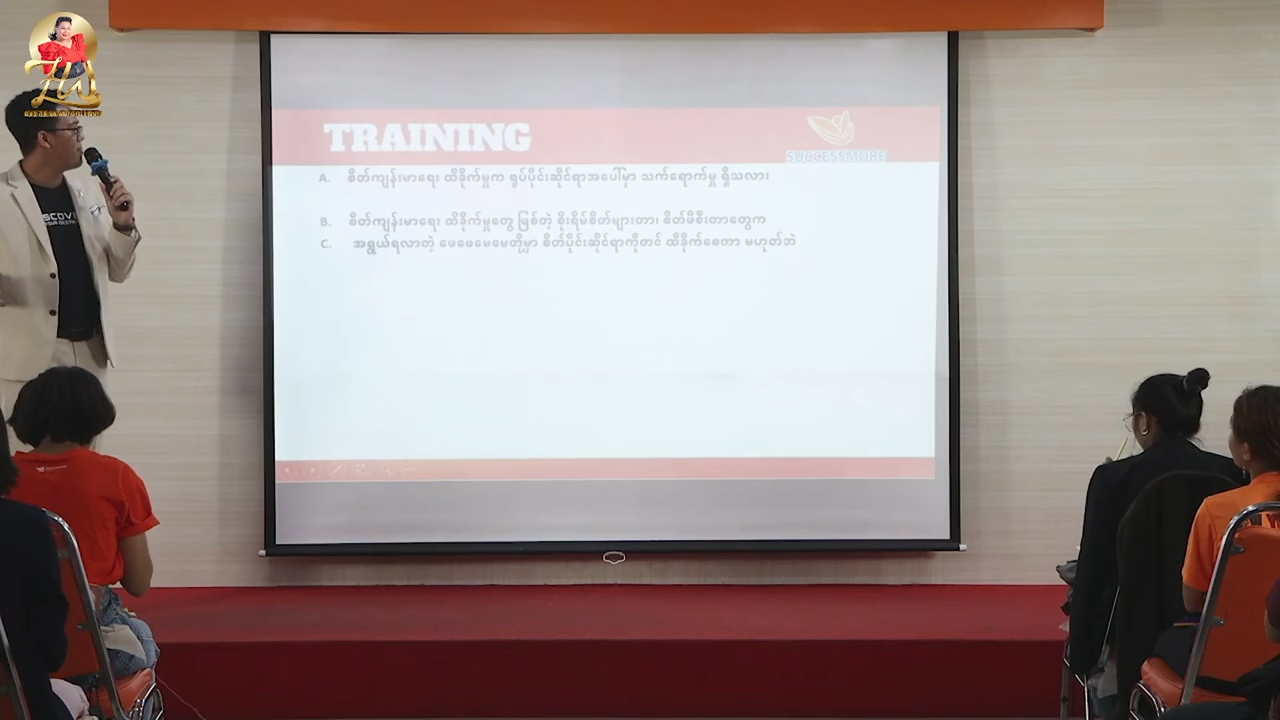 TRAINING
SUCCESSMORE
A. စိတ်ကျန်းမာရေး ထိခိုက်မှုက ရုပ်ပိုင်းဆိုင်ရာအပေါ်မှာ သက်ရောက်မှု ရှိသလား
B. စိတ်ကျန်းမာရေး ထိခိုက်မှုတွေ ဖြစ်တဲ့ စိုးရိမ်စိတ်များတား စိတ်ဖိစီးတာတွေက
C. အရွယ်ရလာတဲ့ ဖေဖေမေမေတို့မှာ စိတ်ပိုင်းဆိုင်ရာကိုတင် ထိခိုက်စေတာ မဟုတ်ဘဲ